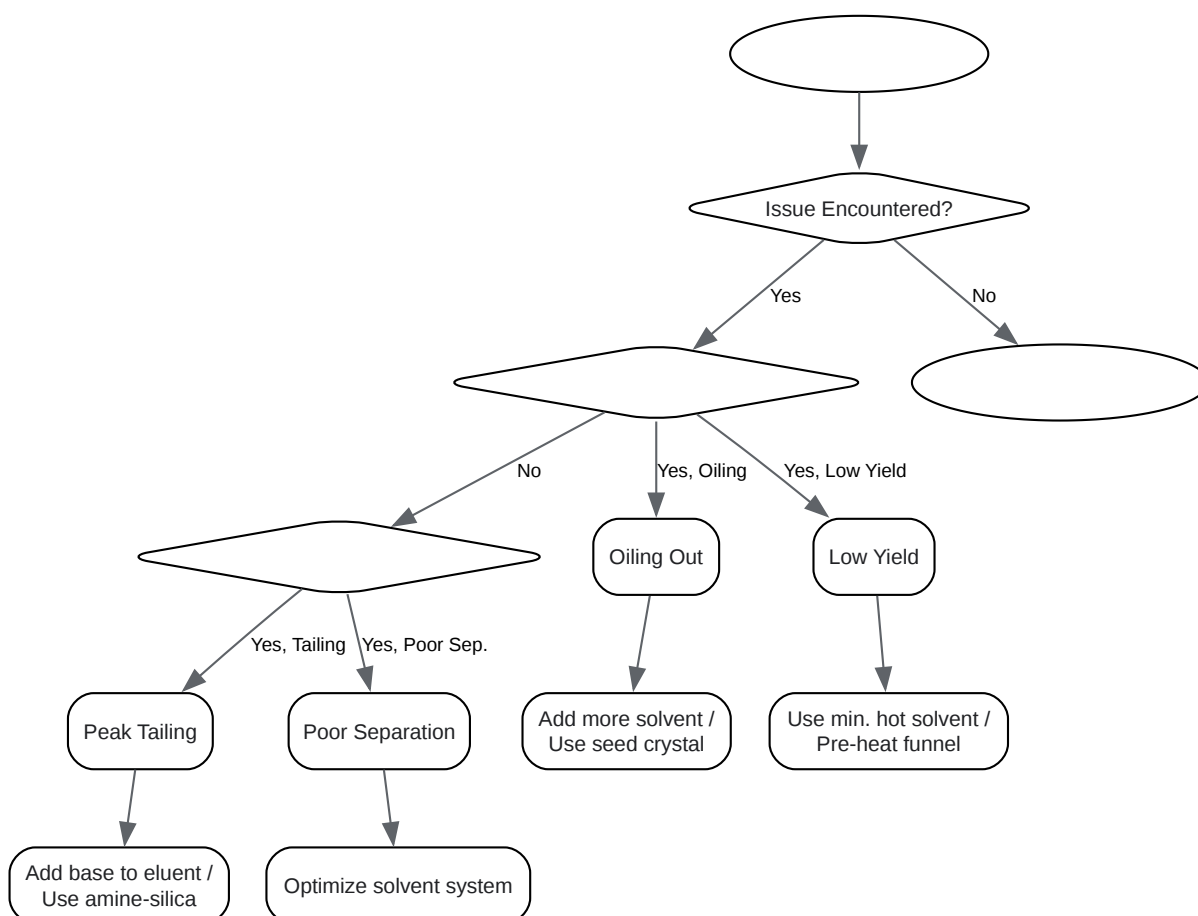 Issue Encountered?
Yes
No
No
Yes, Oiling
Yes, Low Yield
Oiling Out
Low Yield
Yes, Tailing
Yes, Poor Sep.
Peak Tailing
Poor Separation
Add more solvent /
Use seed crystal
Use min. hot solvent /
Pre-heat funnel
Add base to eluent /
Use amine-silica
Optimize solvent system